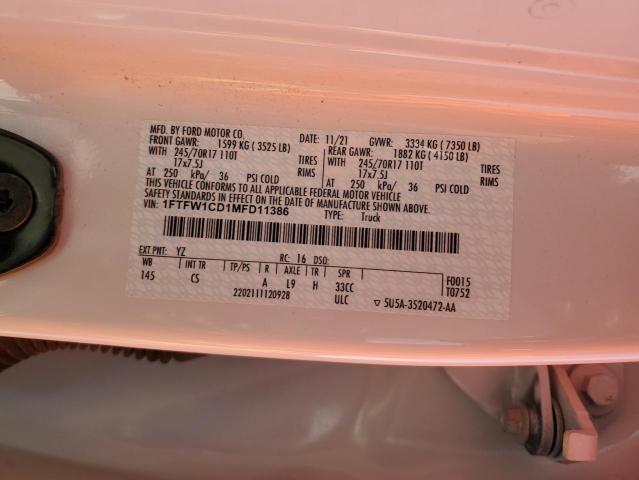 MFD. BY FORD MOTOR CO. 11/21 GVWR: 3334 KG ( 7350 LB)
FRONT GAWR: 1599 KG ( 3525 LB) REAR GAWR: 1882 KG ( 4150 LB)
WITH 245/70R17 110T TIRES WITH 245/70R17 110T TIRES
17x7.5J RIMS 17x7.5J RIMS
AT 250 kPa/ 36 PSI COLD AT 250 kPa/ 36 PSI COLD
THIS VEHICLE CONFORMS TO ALL APPLICABLE FEDERAL MOTOR VEHICLE
SAFETY STANDARDS IN EFFECT ON THE DATE OF MANUFACTURE SHOWN ABOVE.
VIN: 1FTFW1CD1MFD11386 TYPE: Truck
EXT PNT: YZ RC: 16 DSO:
WB INT TR TP/PS R AXLE TR SPR F0015
145 CS A L9 H 33CC T0752
2202111120928 ULC ▽ 5U5A-3520472-AA